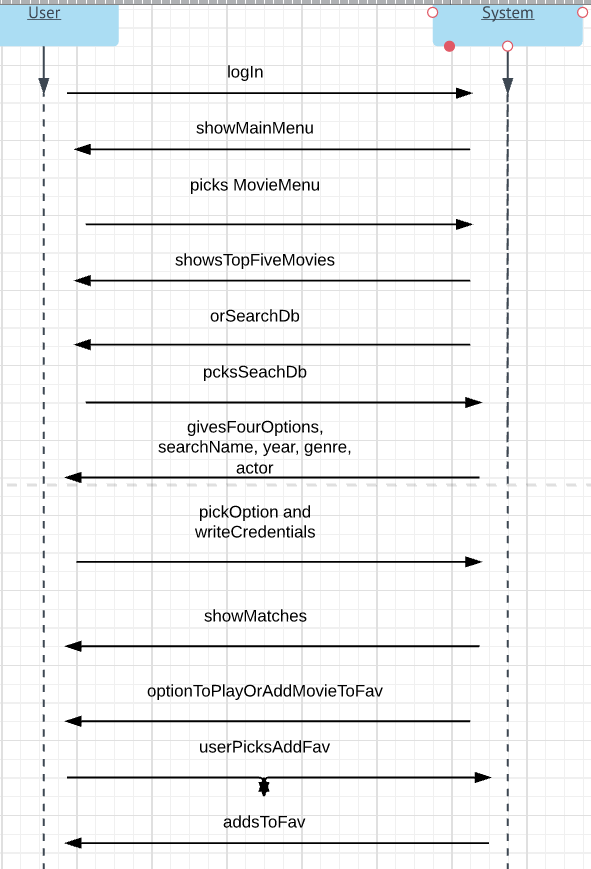 User
System
logIn
showMainMenu
picks MovieMenu
showsTopFiveMovies
orSearchDb
pcksSeachDb
givesFourOptions,
searchName, year, genre,
actor
pickOption and
writeCredentials
showMatches
optionToPlayOrAddMovieToFav
userPicksAddFav
addsToFav